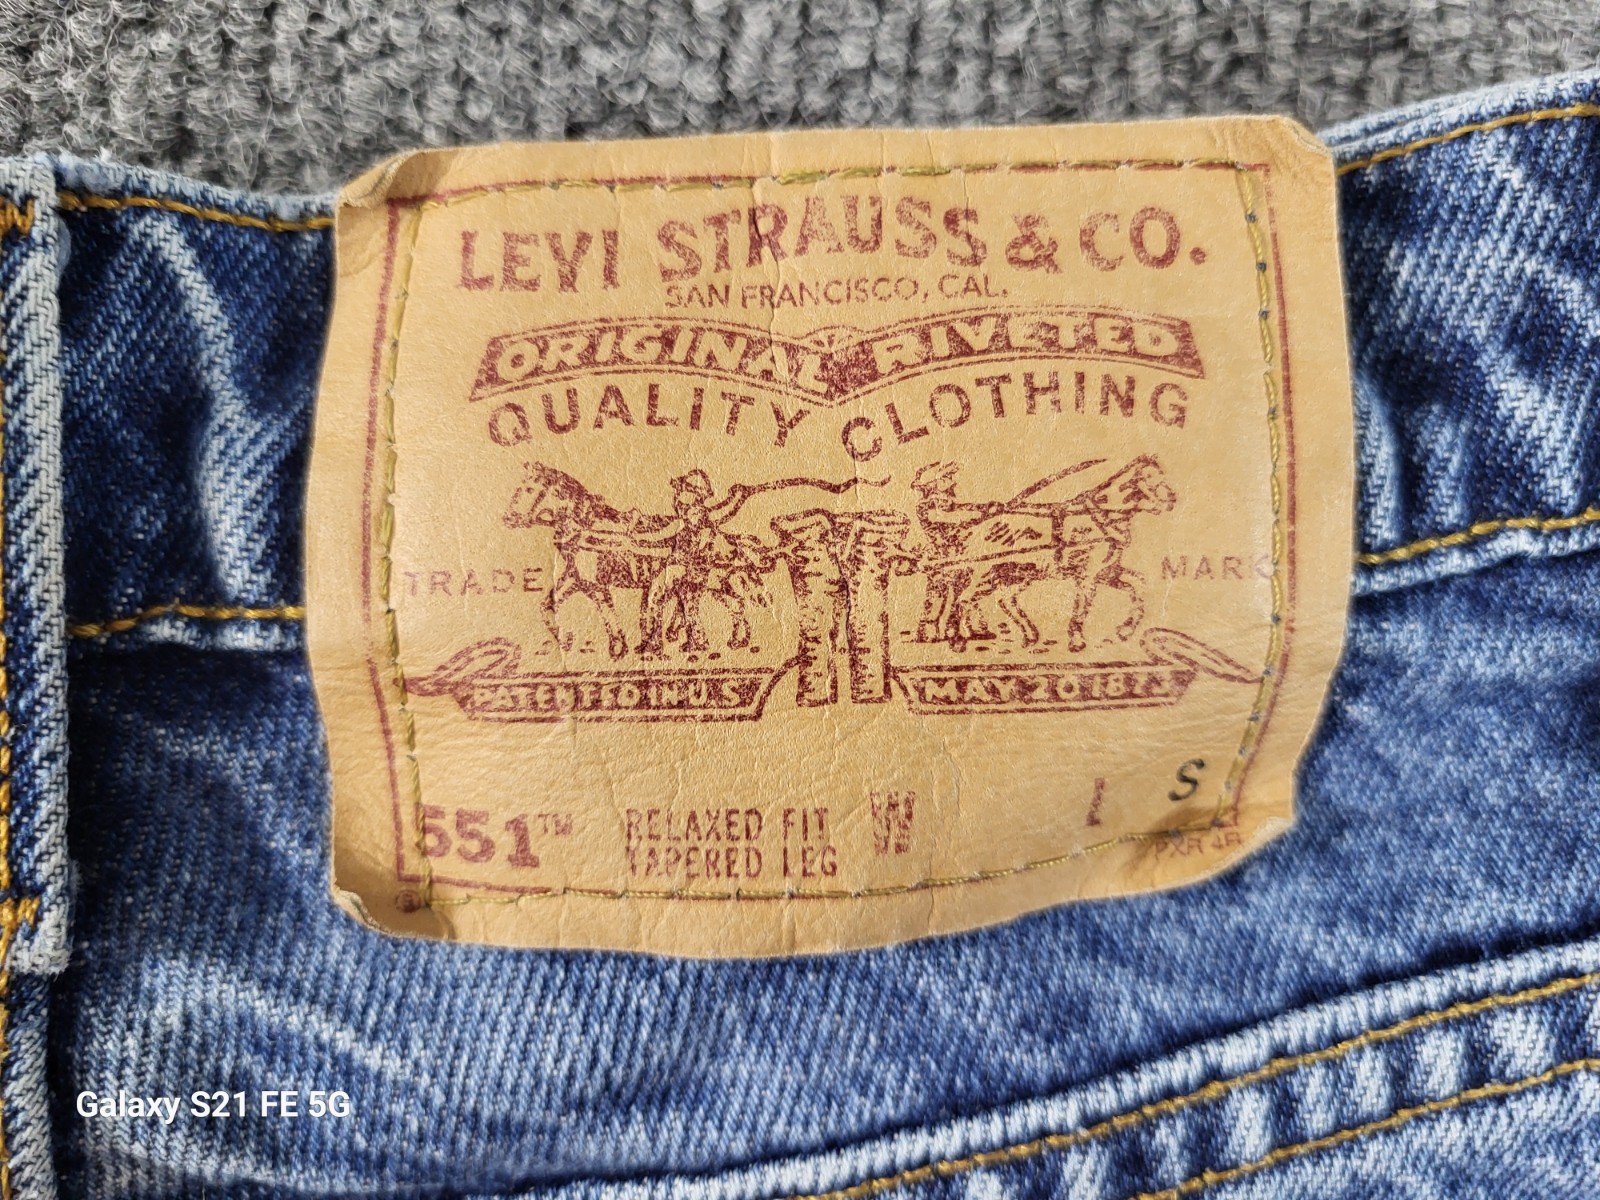 LEVI STRAUSS & CO.
SAN FRANCISCO, CAL.
ORIGINAL RIVETED
QUALITY CLOTHING
TRADE MARK
PATENTED IN U.S MAY 20 1873
551™ RELAXED FIT W L S
TAPERED LEG
®
Galaxy S21 FE 5G